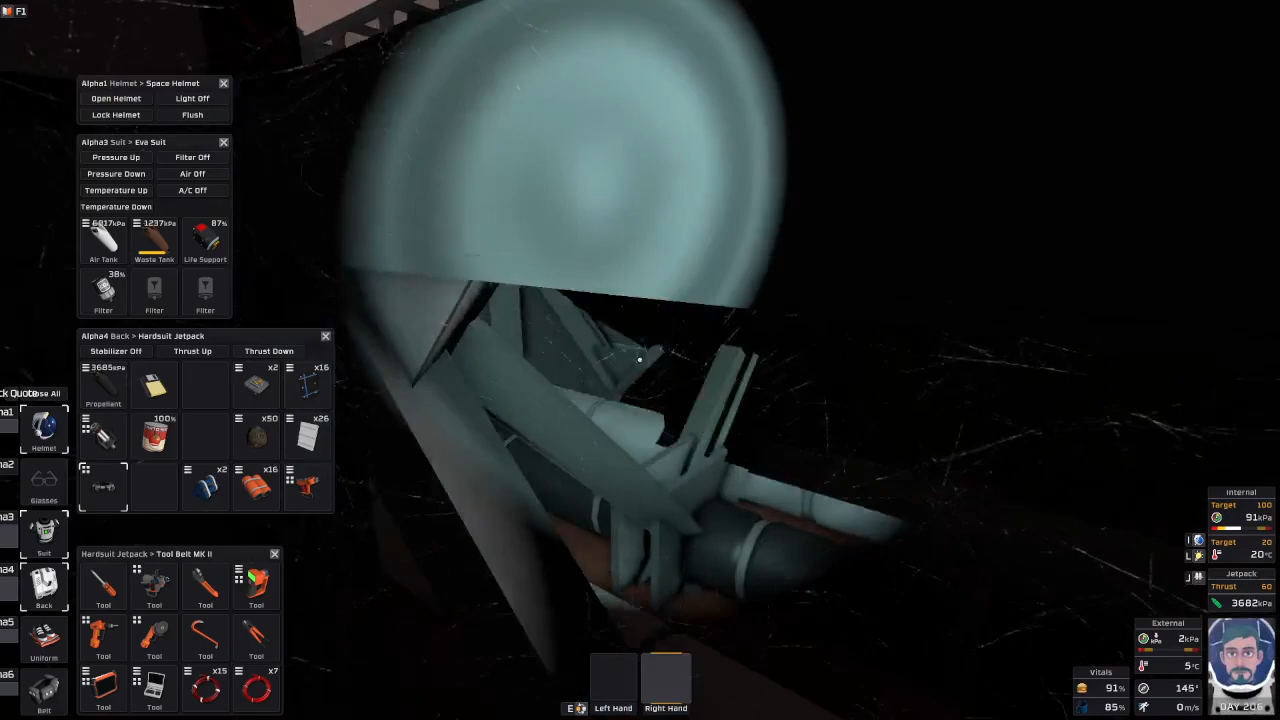 F1
Alpha1 Helmet > Space Helmet
Open Helmet Light Off
Lock Helmet Flush
Alpha3 Suit > Eva Suit
Pressure Up Filter Off
Pressure Down Air Off
Temperature Up A/C Off
Temperature Down
6017kPa 1237kPa 87%
Air Tank Waste Tank Life Support
38%
Filter Filter Filter
Alpha4 Back > Hardsuit Jetpack
Stabilizer Off Thrust Up Thrust Down
3685kPa x2 x16
Propellant
100% x50 x26
x2 x16
Hardsuit Jetpack > Tool Belt MK II
Tool Tool Tool Tool
Tool Tool Tool Tool
x15 x7
Tool Tool Tool Tool
Helmet
Glasses
Suit
Back
Uniform
Belt
E Left Hand Right Hand
Internal
Target 100
91kPa
Target 20
20°C
Jetpack
Thrust 60
3682kPa
External
2kPa
5°C
145°
0m/s
Vitals
91%
85%
DAY 206